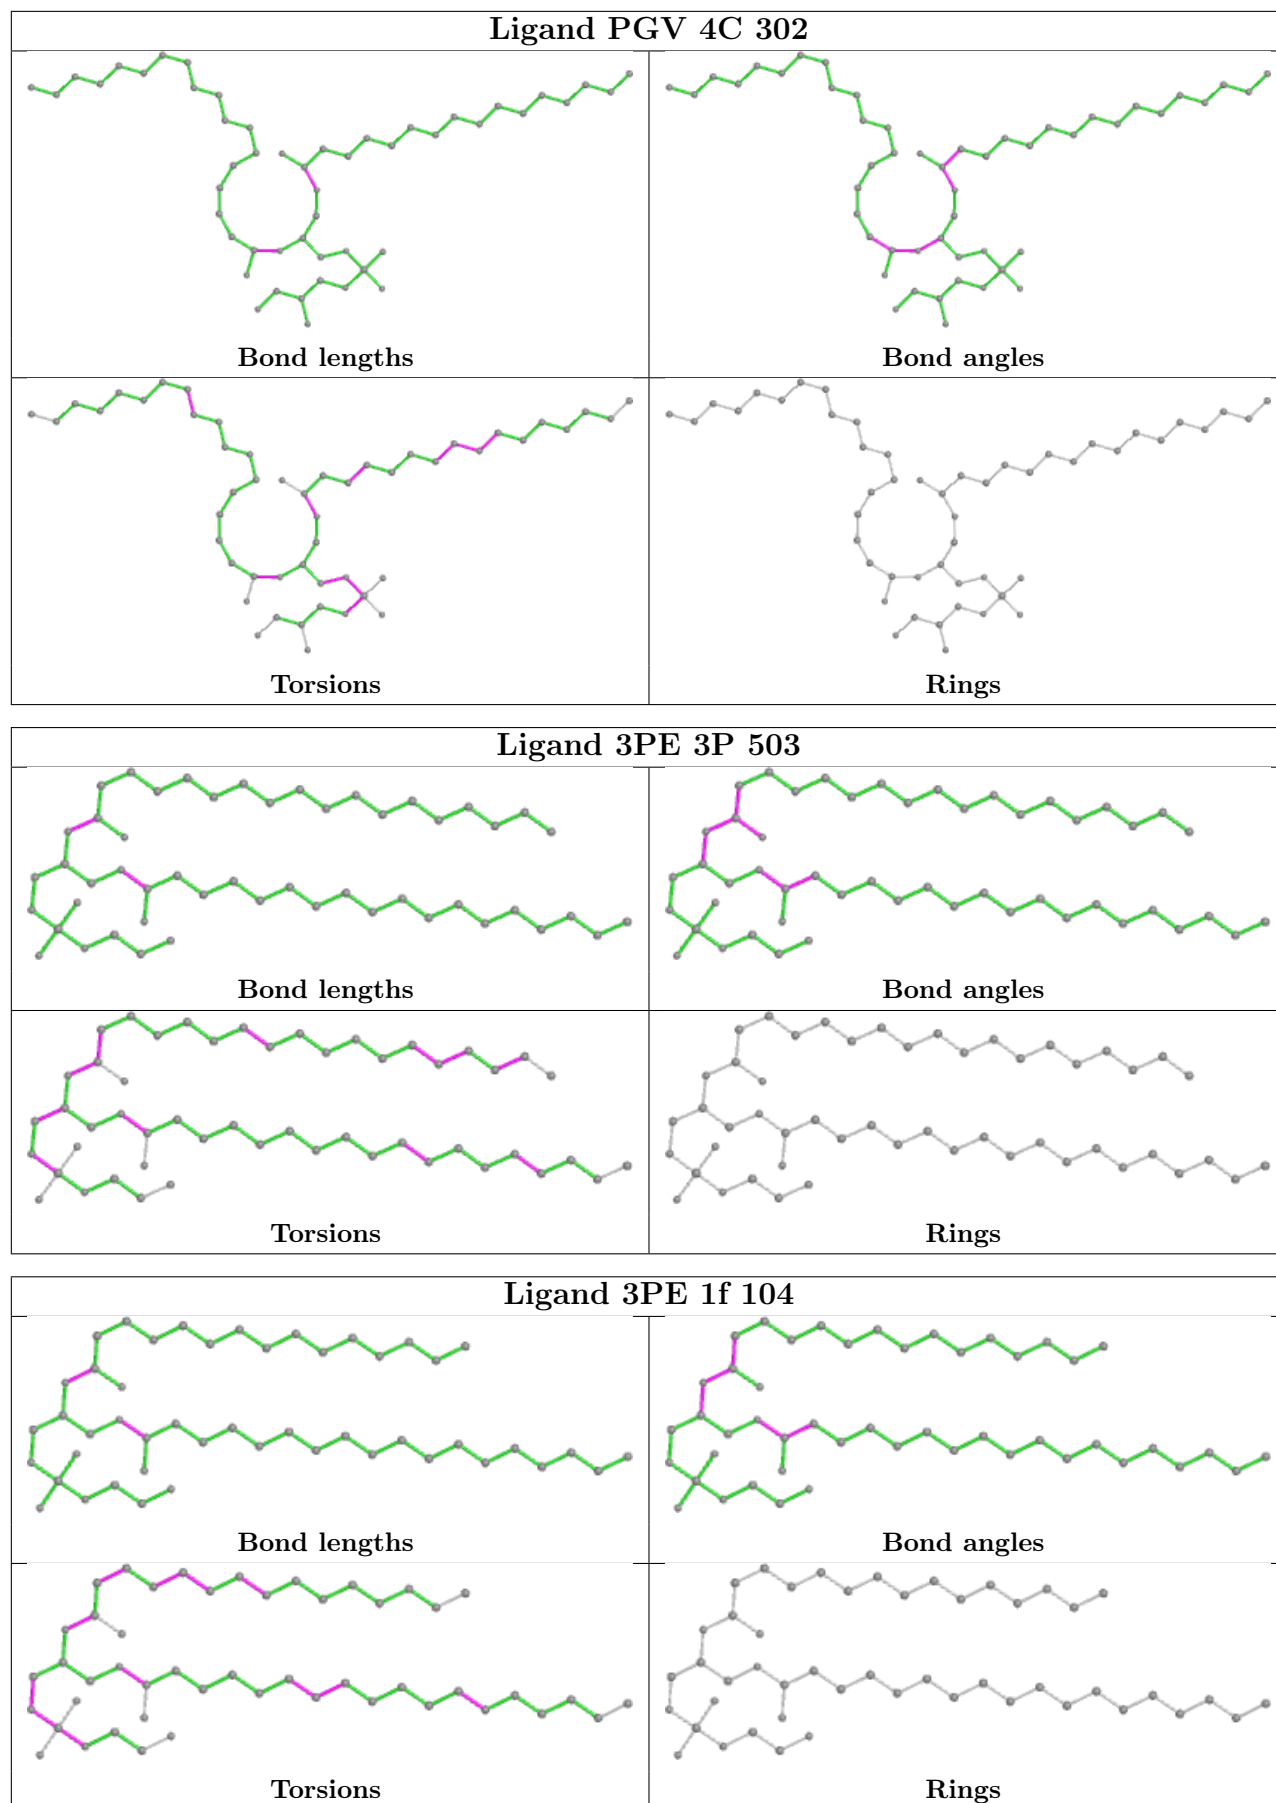 Ligand PGV 4C 302
Bond lengths
Bond angles
Torsions
Rings
Ligand 3PE 3P 503
Bond lengths
Bond angles
Torsions
Rings
Ligand 3PE 1f 104
Bond lengths
Bond angles
Torsions
Rings